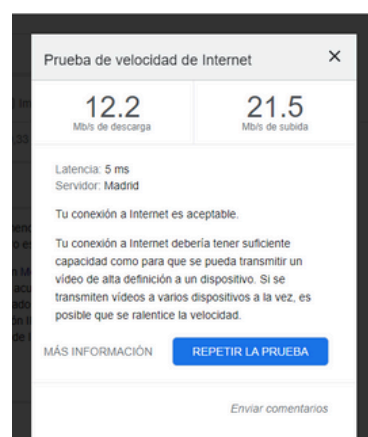 Prueba de velocidad de Internet
12.2
Mb/s de descarga
21.5
Mb/s de subida
Latencia: 5 ms
Servidor: Madrid
Tu conexión a Internet es aceptable.
Tu conexión a Internet debería tener suficiente
capacidad como para que se pueda transmitir un
vídeo de alta definición a un dispositivo. Si se
transmiten vídeos a varios dispositivos a la vez, es
posible que se ralentice la velocidad.
MÁS INFORMACIÓN
REPETIR LA PRUEBA
Enviar comentarios